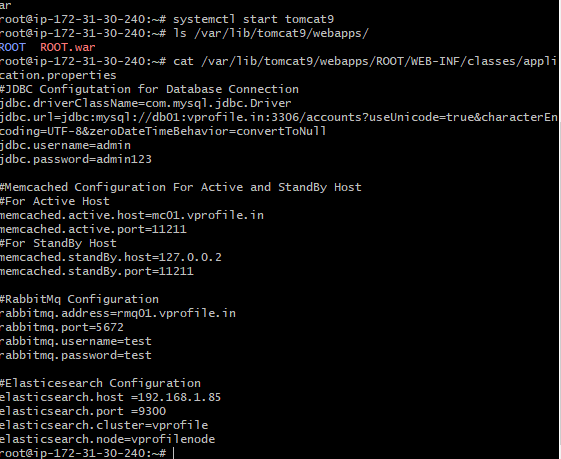 ar
root@ip-172-31-30-240:~# systemctl start tomcat9
root@ip-172-31-30-240:~# ls /var/lib/tomcat9/webapps/
ROOT  ROOT.war
root@ip-172-31-30-240:~# cat /var/lib/tomcat9/webapps/ROOT/WEB-INF/classes/appli
cation.properties
#JDBC Configutation for Database Connection
jdbc.driverClassName=com.mysql.jdbc.Driver
jdbc.url=jdbc:mysql://db01:vprofile.in:3306/accounts?useUnicode=true&characterEn
coding=UTF-8&zeroDateTimeBehavior=convertToNull
jdbc.username=admin
jdbc.password=admin123

#Memcached Configuration For Active and StandBy Host
#For Active Host
memcached.active.host=mc01.vprofile.in
memcached.active.port=11211
#For StandBy Host
memcached.standBy.host=127.0.0.2
memcached.standBy.port=11211

#RabbitMq Configuration
rabbitmq.address=rmq01.vprofile.in
rabbitmq.port=5672
rabbitmq.username=test
rabbitmq.password=test

#Elasticesearch Configuration
elasticsearch.host =192.168.1.85
elasticsearch.port =9300
elasticsearch.cluster=vprofile
elasticsearch.node=vprofilenode
root@ip-172-31-30-240:~#